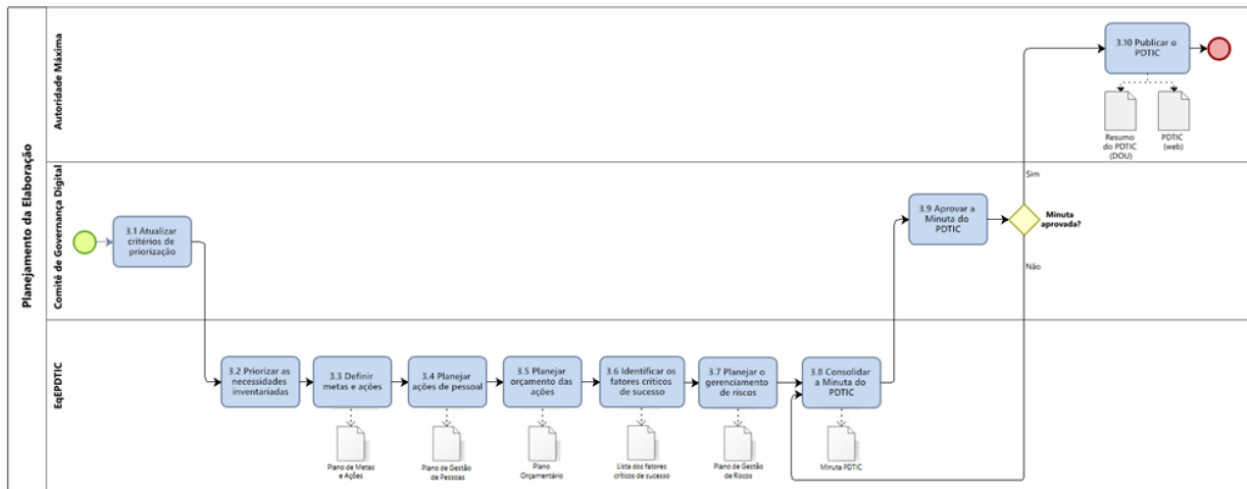 Planejamento da Elaboração
Autoridade Máxima
3.10 Publicar o
PDTIC
Resumo
do PDTIC
(DOU)
PDTIC
(web)
Comitê de Governança Digital
3.1 Atualizar
critérios de
priorização
3.9 Aprovar a
Minuta do
PDTIC
Sim
Minuta
aprovada?
Não
EqEPDTIC
3.2 Priorizar as
necessidades
inventariadas
3.3 Definir
metas e ações
3.4 Planejar
ações de pessoal
3.5 Planejar
orçamento das
ações
3.6 Identificar os
fatores críticos
de sucesso
3.7 Planejar o
gerenciamento
de riscos
3.8 Consolidar
a Minuta do
PDTIC
Plano de Metas
e Ações
Plano de Gestão
de Pessoas
Plano
Orçamentário
Lista dos fatores
críticos de sucesso
Plano de Gestão
de Riscos
Minuta PDTIC